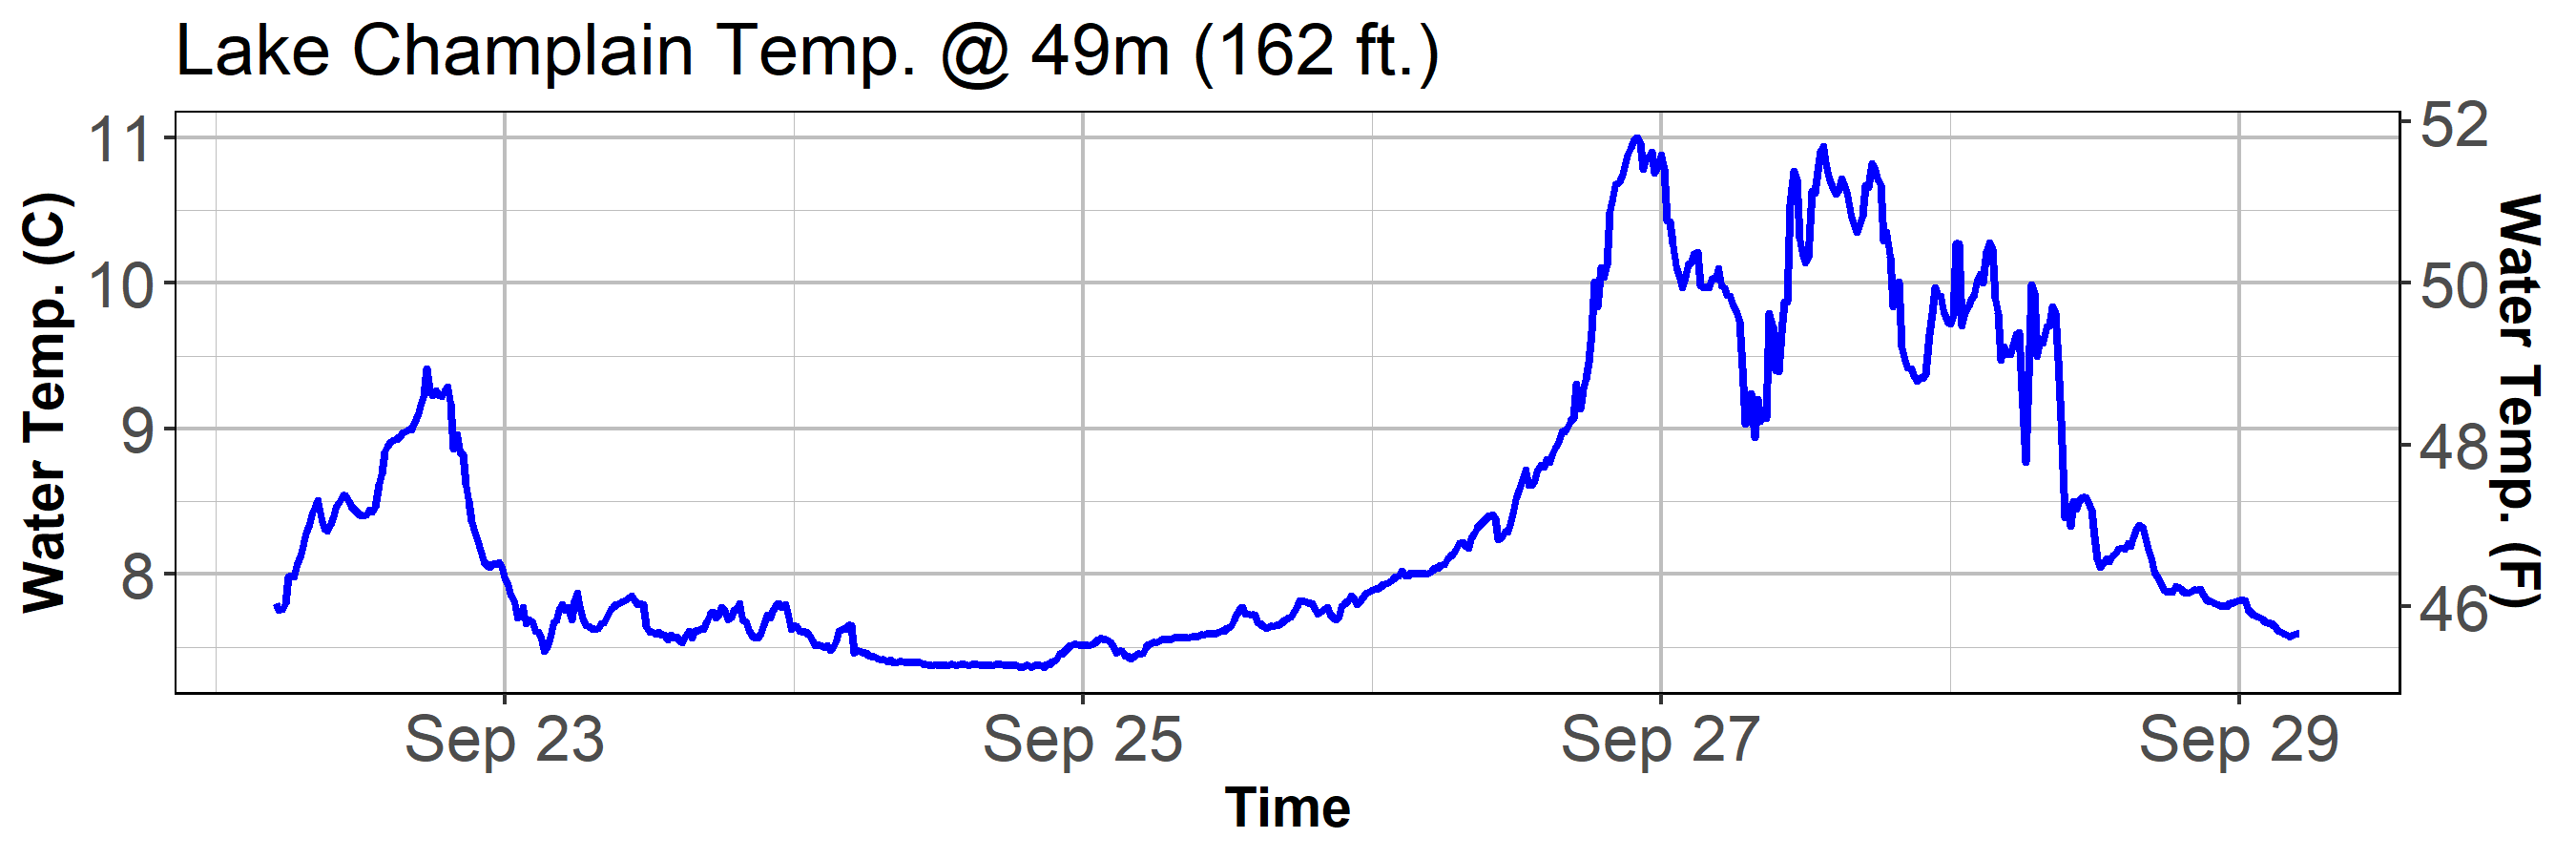 Lake Champlain Temp. @ 49m (162 ft.)
Water Temp. (C)
11
10
9
8
52
50
48
46
Water Temp. (F)
Sep 23
Sep 25
Sep 27
Sep 29
Time